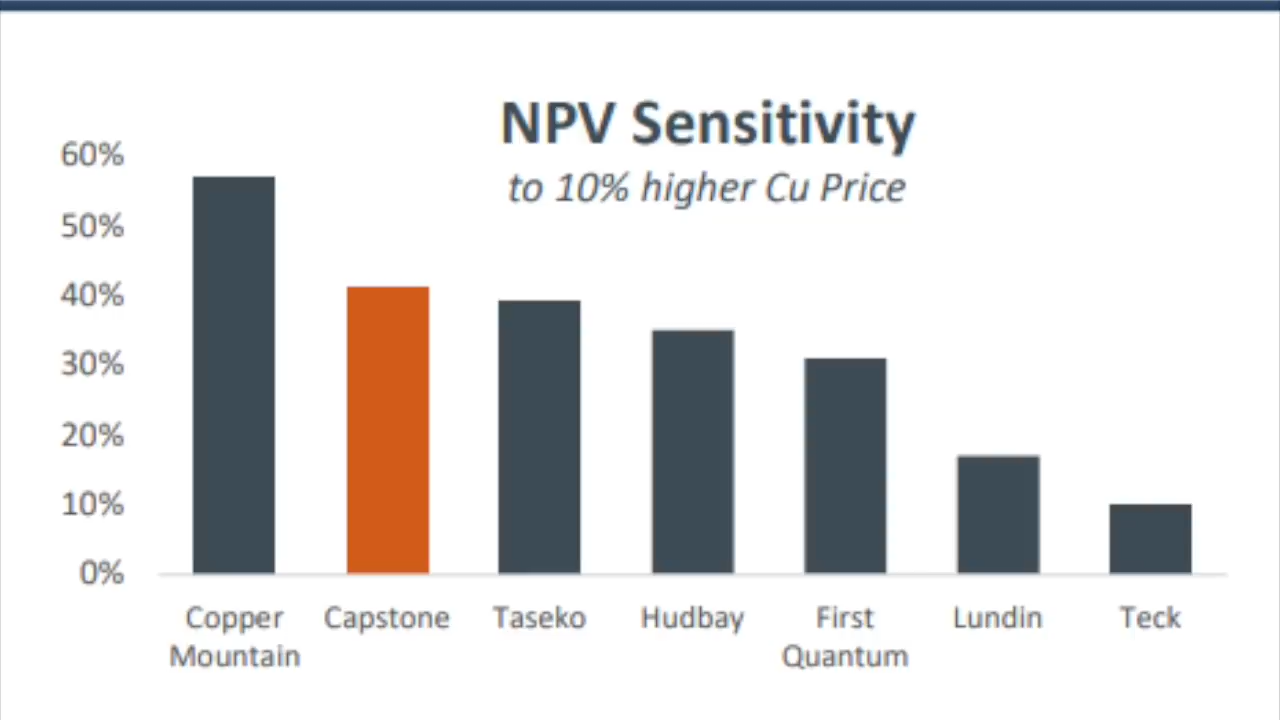 NPV Sensitivity
to 10% higher Cu Price
60%
50%
40%
30%
20%
10%
0%
Copper
Mountain
Capstone
Taseko
Hudbay
First
Quantum
Lundin
Teck